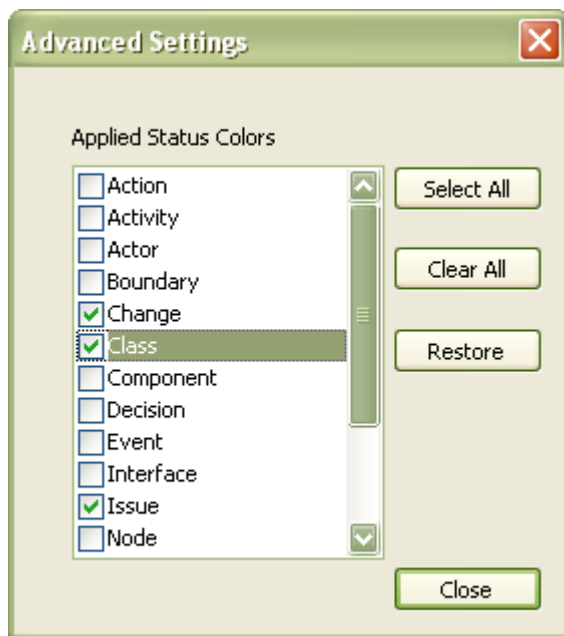 Advanced Settings
Applied Status Colors
Action
Activity
Actor
Boundary
Change
Class
Component
Decision
Event
Interface
Issue
Node
Select All
Clear All
Restore
Close